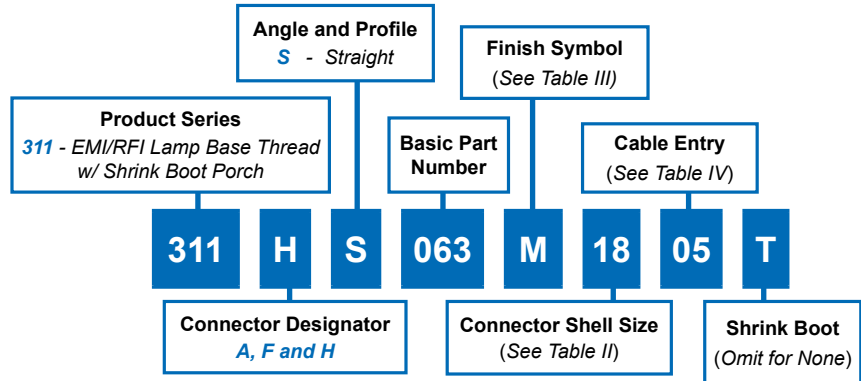 Angle and Profile
S - Straight
Finish Symbol
(See Table III)
Product Series
311 - EMI/RFI Lamp Base Thread
w/ Shrink Boot Porch
Basic Part
Number
Cable Entry
(See Table IV)
311 H S 063 M 18 05 T
Connector Designator
A, F and H
Connector Shell Size
(See Table II)
Shrink Boot
(Omit for None)